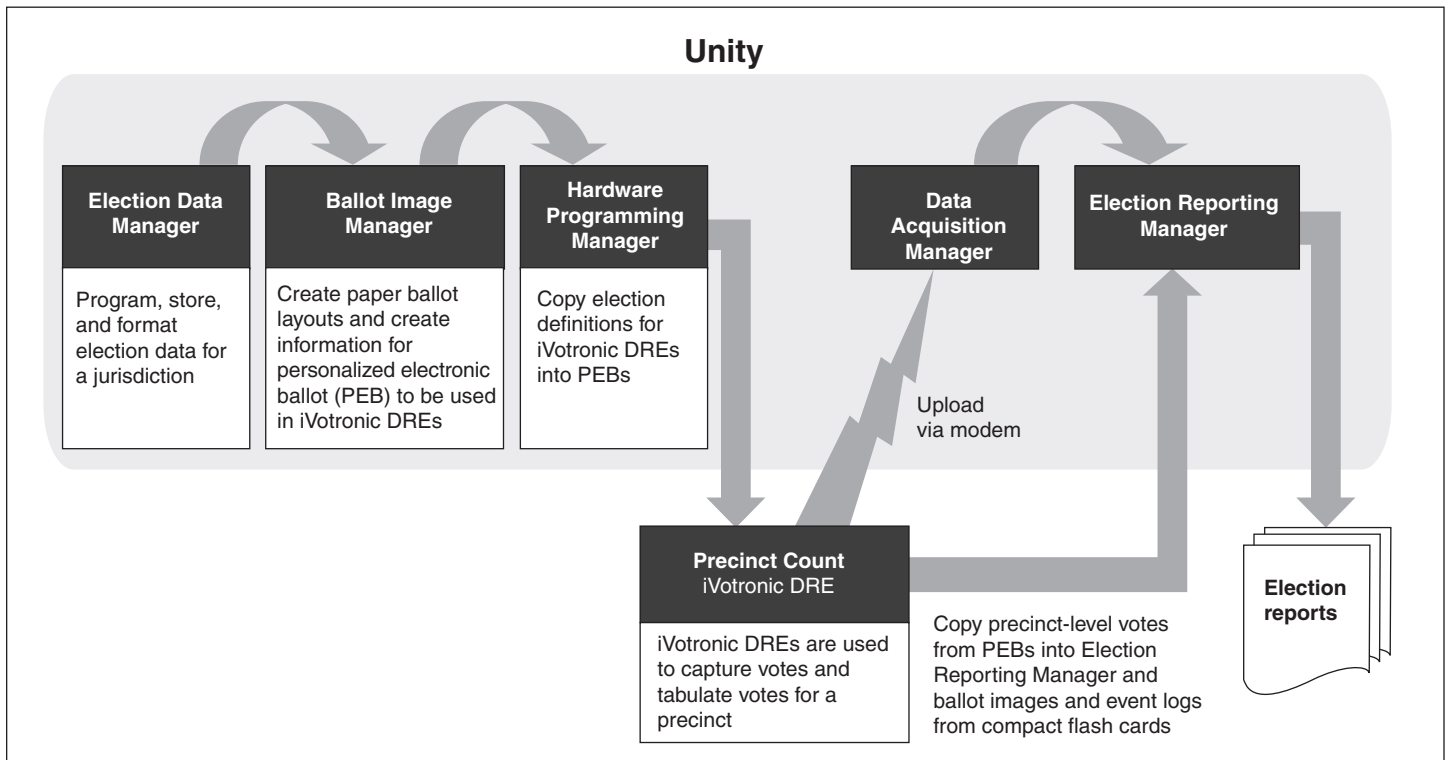 Unity
Election Data
Manager
Program, store,
and format
election data for
a jurisdiction
Ballot Image
Manager
Create paper ballot
layouts and create
information for
personalized electronic
ballot (PEB) to be used
in iVotronic DREs
Hardware
Programming
Manager
Copy election
definitions for
iVotronic DREs
into PEBs
Data
Acquisition
Manager
Election Reporting
Manager
Upload
via modem
Precinct Count
iVotronic DRE
iVotronic DREs are used
to capture votes and
tabulate votes for a
precinct
Copy precinct-level votes
from PEBs into Election
Reporting Manager and
ballot images and event logs
from compact flash cards
Election
reports